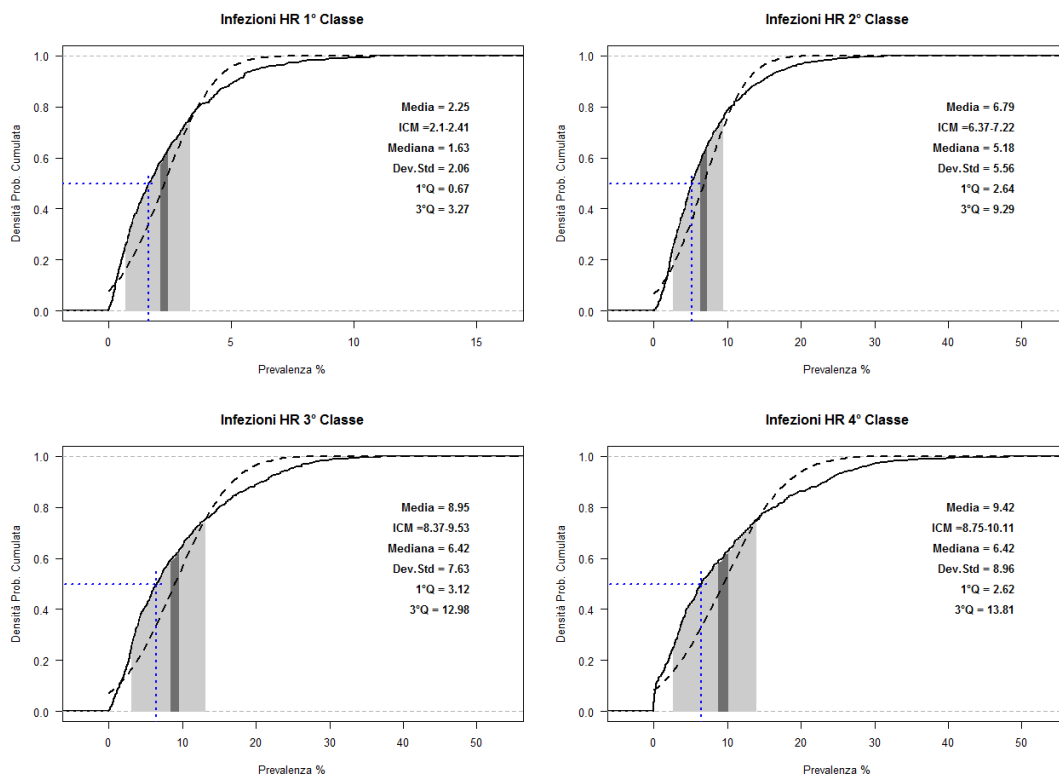 Infezioni HR 1° Classe
Densità Prob. Cumulata
1.0
0.8
0.6
0.4
0.2
0.0
Media = 2.25
ICM =2.1-2.41
Mediana = 1.63
Dev.Std = 2.06
1°Q = 0.67
3°Q = 3.27
0 5 10 15
Prevalenza %
Infezioni HR 2° Classe
Densità Prob. Cumulata
1.0
0.8
0.6
0.4
0.2
0.0
Media = 6.79
ICM =6.37-7.22
Mediana = 5.18
Dev.Std = 5.56
1°Q = 2.64
3°Q = 9.29
0 10 20 30 40 50
Prevalenza %
Infezioni HR 3° Classe
Densità Prob. Cumulata
1.0
0.8
0.6
0.4
0.2
0.0
Media = 8.95
ICM =8.37-9.53
Mediana = 6.42
Dev.Std = 7.63
1°Q = 3.12
3°Q = 12.98
0 10 20 30 40 50
Prevalenza %
Infezioni HR 4° Classe
Densità Prob. Cumulata
1.0
0.8
0.6
0.4
0.2
0.0
Media = 9.42
ICM =8.75-10.11
Mediana = 6.42
Dev.Std = 8.96
1°Q = 2.62
3°Q = 13.81
0 10 20 30 40 50
Prevalenza %